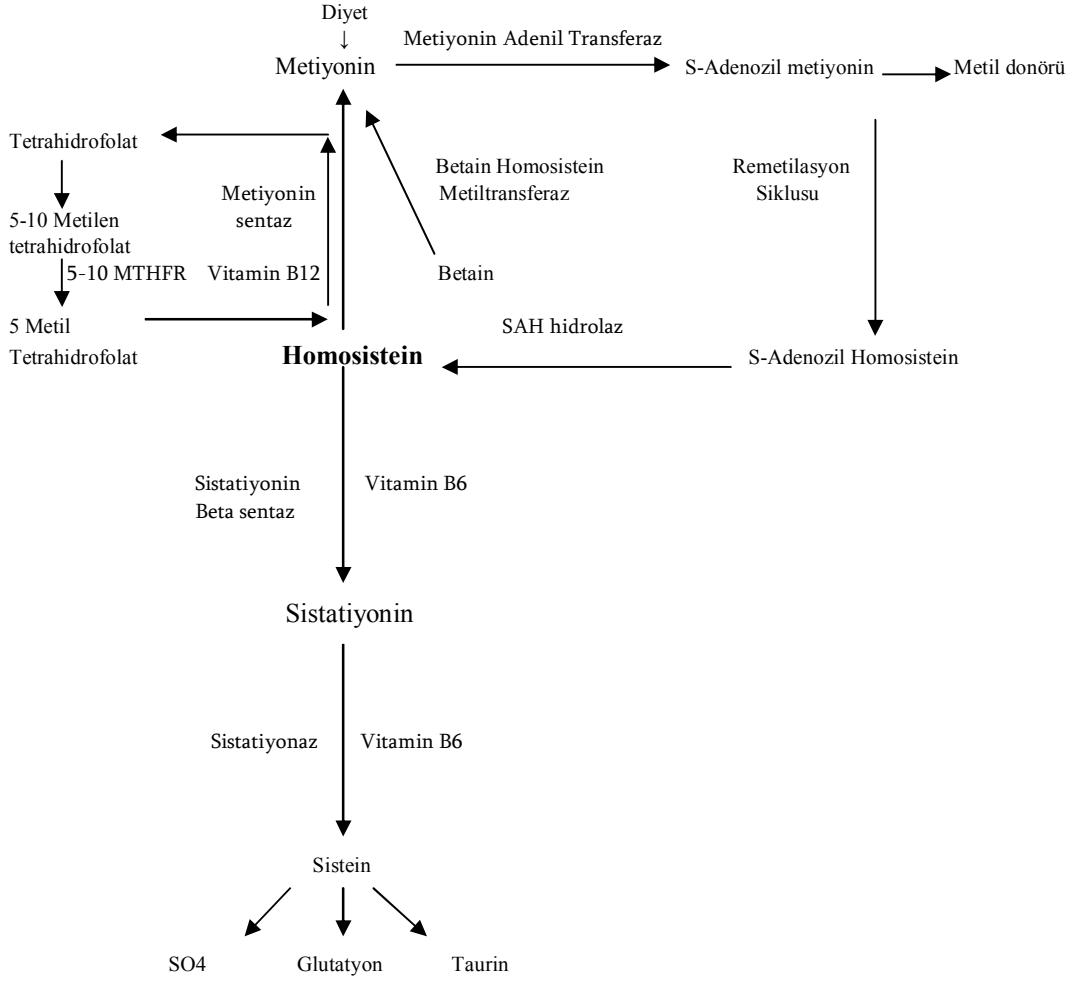 Diyet
↓
Metiyonin
Metiyonin Adenil Transferaz
S-Adenozil metiyonin
Metil donörü
Tetrahidrofolat
Metiyonin
sentaz
Betain Homosistein
Metiltransferaz
Remetilasyon
Siklusu
5-10 Metilen
tetrahidrofolat
5-10 MTHFR
Vitamin B12
Betain
5 Metil
Tetrahidrofolat
SAH hidrolaz
Homosistein
S-Adenozil Homosistein
Sistatiyonin
Beta sentaz
Vitamin B6
Sistatiyonin
Sistatiyonaz
Vitamin B6
Sistein
SO4
Glutatyon
Taurin